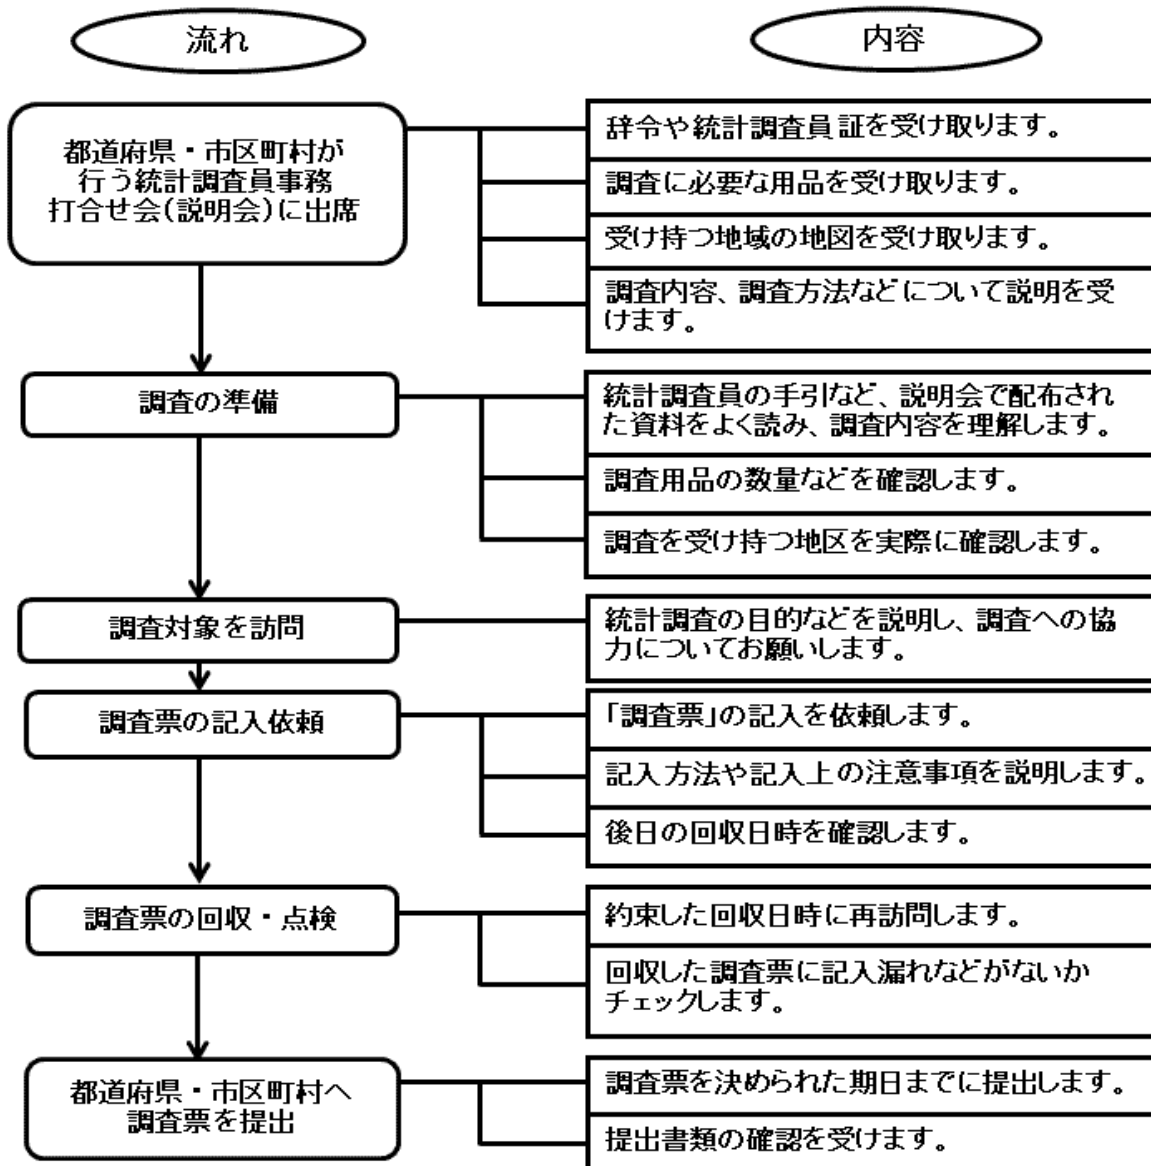 流れ
内容
都道府県・市区町村が
行う統計調査員事務
打合せ会(説明会)に出席
辞令や統計調査員証を受け取ります。
調査に必要な用品を受け取ります。
受け持つ地域の地図を受け取ります。
調査内容、調査方法などについて説明を受
けます。
調査の準備
統計調査員の手引など、説明会で配布され
た資料をよく読み、調査内容を理解します。
調査用品の数量などを確認します。
調査を受け持つ地区を実際に確認します。
調査対象を訪問
統計調査の目的などを説明し、調査への協
力についてお願いします。
調査票の記入依頼
「調査票」の記入を依頼します。
記入方法や記入上の注意事項を説明します。
後日の回収日時を確認します。
調査票の回収・点検
約束した回収日時に再訪問します。
回収した調査票に記入漏れなどがないか
チェックします。
都道府県・市区町村へ
調査票を提出
調査票を決められた期日までに提出します。
提出書類の確認を受けます。